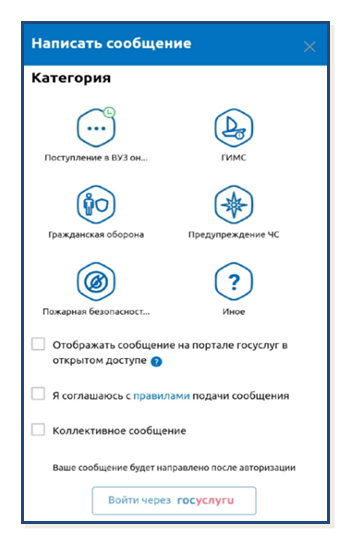 Написать сообщение
Категория
Поступление в ВУЗ он...
ГИМС
Гражданская оборона
Предупреждение ЧС
Пожарная безопасност...
?
Иное
Отображать сообщение на портале госуслуг в
открытом доступе ?
Я соглашаюсь с правилами подачи сообщения
Коллективное сообщение
Ваше сообщение будет направлено после авторизации
Войти через госуслуги